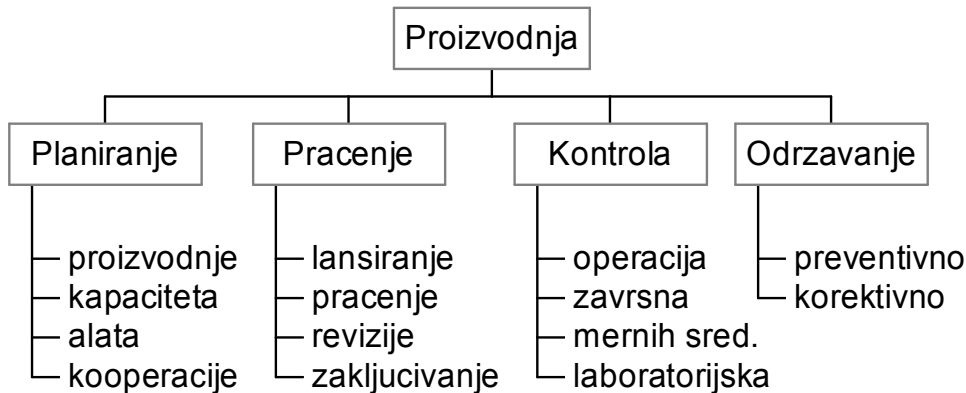 Proizvodnja
Planiranje
Pracenje
Kontrola
Odrzavanje
proizvodnje
kapaciteta
alata
kooperacije
lansiranje
pracenje
revizije
zakljucivanje
operacija
zavrsna
mernih sred.
laboratorijska
preventivno
korektivno